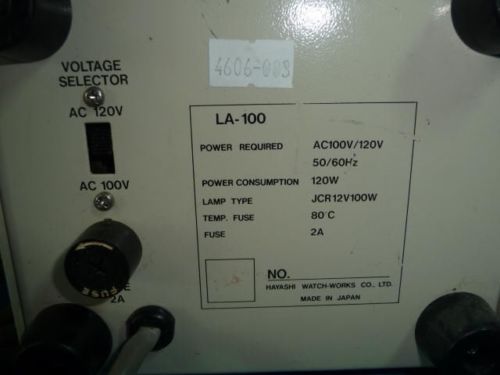 4606-003
VOLTAGE
SELECTOR
AC 120V
AC 100V
FUSE
2A
LA-100
POWER REQUIRED AC100V/120V
50/60Hz
POWER CONSUMPTION 120W
LAMP TYPE JCR12V100W
TEMP. FUSE 80°C
FUSE 2A
NO.
HAYASHI WATCH-WORKS CO., LTD.
MADE IN JAPAN